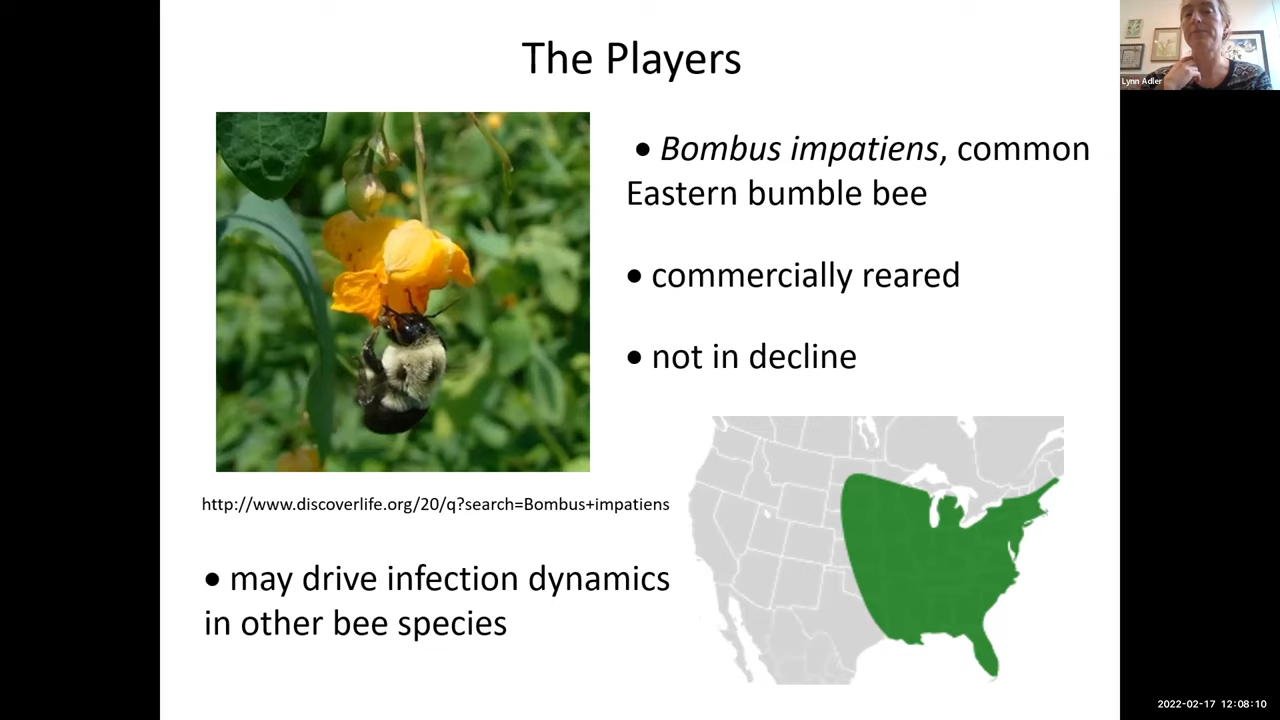 The Players
Lynn Adler
• Bombus impatiens, common
Eastern bumble bee
• commercially reared
• not in decline
http://www.discoverlife.org/20/q?search=Bombus+impatiens
• may drive infection dynamics
in other bee species
2022-02-17 12:08:10